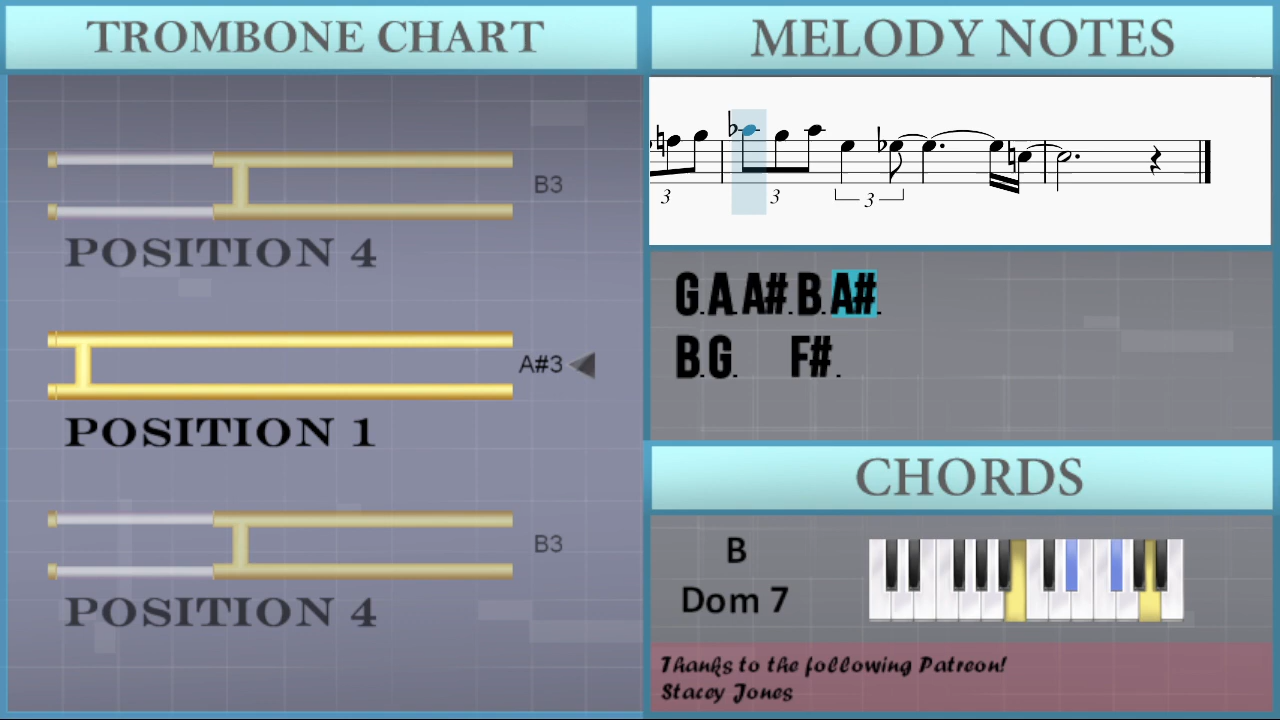 TROMBONE CHART
B3
POSITION 4
A#3
POSITION 1
B3
POSITION 4
MELODY NOTES
3 3 3
G. A. A#. B. A#.
B. G. F#.
CHORDS
B
Dom 7
Thanks to the following Patreon!
Stacey Jones